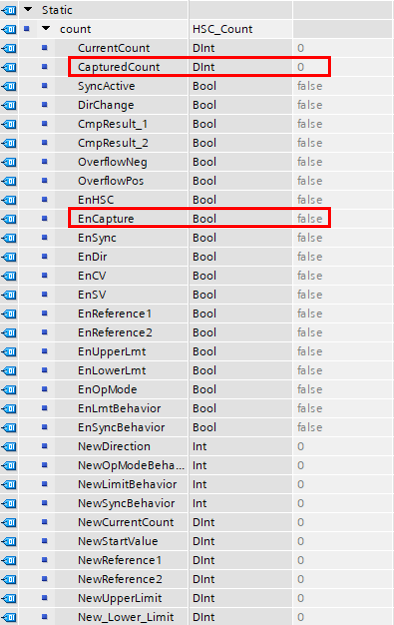 Static
count HSC_Count
CurrentCount DInt 0
CapturedCount DInt 0
SyncActive Bool false
DirChange Bool false
CmpResult_1 Bool false
CmpResult_2 Bool false
OverflowNeg Bool false
OverflowPos Bool false
EnHSC Bool false
EnCapture Bool false
EnSync Bool false
EnDir Bool false
EnCV Bool false
EnSV Bool false
EnReference1 Bool false
EnReference2 Bool false
EnUpperLmt Bool false
EnLowerLmt Bool false
EnOpMode Bool false
EnLmtBehavior Bool false
EnSyncBehavior Bool false
NewDirection Int 0
NewOpModeBeha... Int 0
NewLimitBehavior Int 0
NewSyncBehavior Int 0
NewCurrentCount DInt 0
NewStartValue DInt 0
NewReference1 DInt 0
NewReference2 DInt 0
NewUpperLimit DInt 0
New_Lower_Limit DInt 0